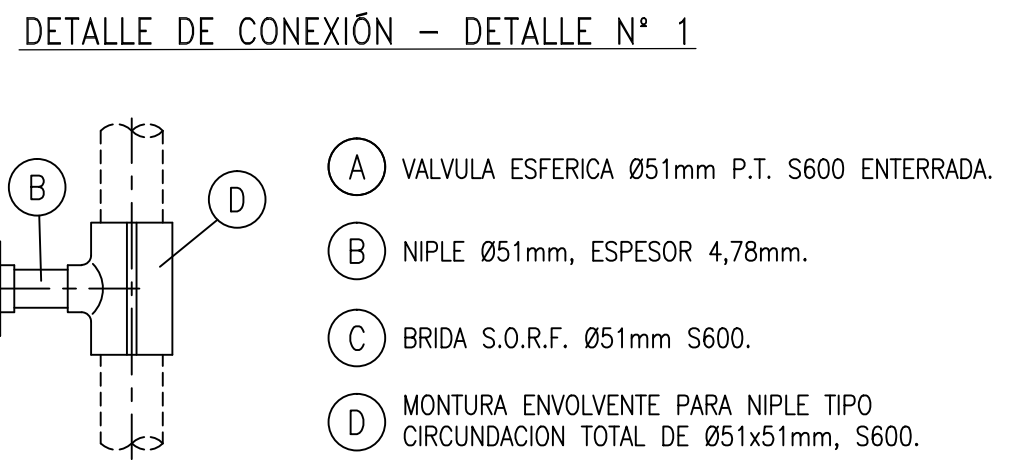 DETALLE DE CONEXIÓN – DETALLE Nº 1
B
D
A VALVULA ESFERICA Ø51mm P.T. S600 ENTERRADA.
B NIPLE Ø51mm, ESPESOR 4,78mm.
C BRIDA S.O.R.F. Ø51mm S600.
D MONTURA ENVOLVENTE PARA NIPLE TIPO
CIRCUNDACION TOTAL DE Ø51x51mm, S600.